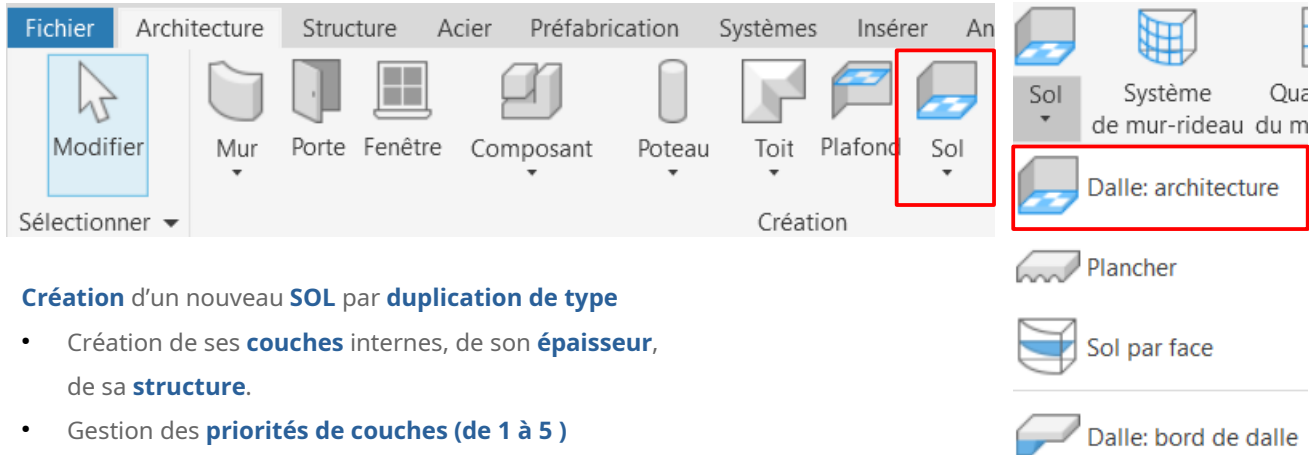 Fichier Architecture Structure Acier Préfabrication Systèmes Insérer An
Modifier Mur Porte Fenêtre Composant Poteau Toit Plafond Sol
Sélectionner Création
Sol Système Qua
de mur-rideau du m
Dalle: architecture
Plancher
Sol par face
Dalle: bord de dalle
Création d’un nouveau SOL par duplication de type
• Création de ses couches internes, de son épaisseur,
de sa structure.
• Gestion des priorités de couches (de 1 à 5 )